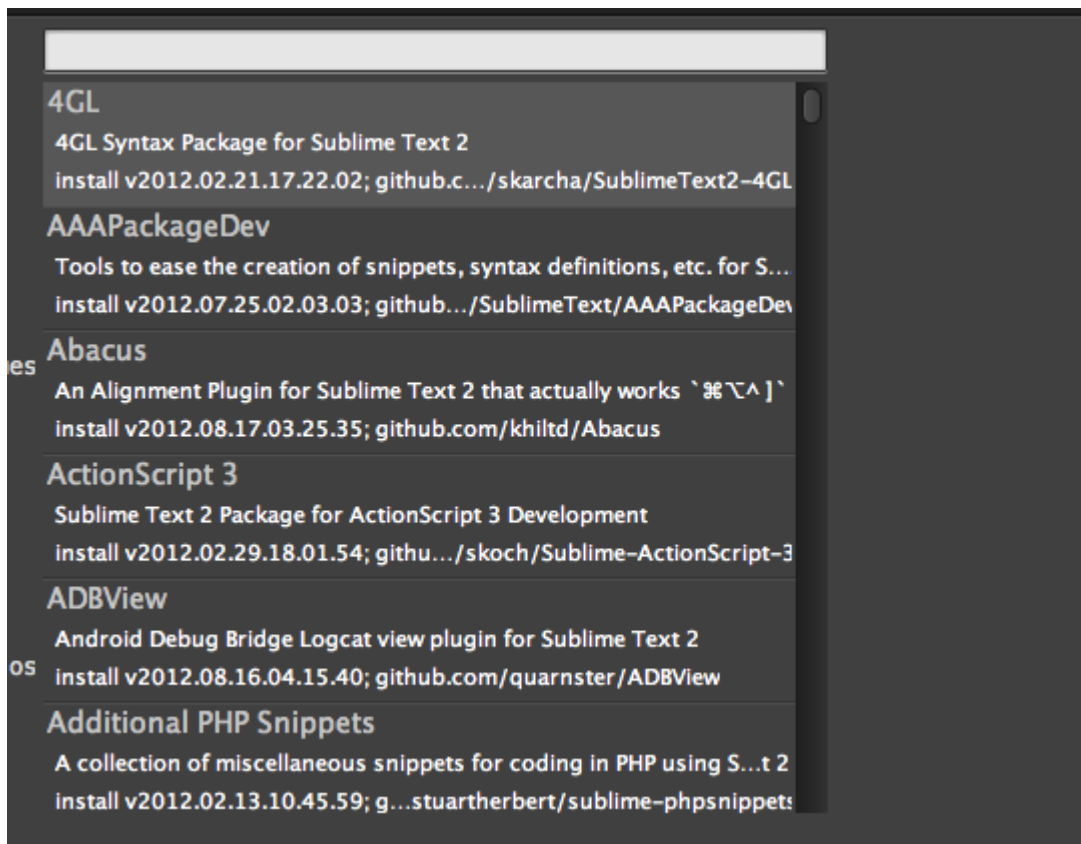 4GL
4GL Syntax Package for Sublime Text 2
install v2012.02.21.17.22.02; github.c.../skarcha/SublimeText2-4GL
AAAPackageDev
Tools to ease the creation of snippets, syntax definitions, etc. for S...
install v2012.07.25.02.03.03; github.../SublimeText/AAAPackageDev
Abacus
An Alignment Plugin for Sublime Text 2 that actually works `⌘⌥^]`
install v2012.08.17.03.25.35; github.com/khiltd/Abacus
ActionScript 3
Sublime Text 2 Package for ActionScript 3 Development
install v2012.02.29.18.01.54; githu.../skoch/Sublime-ActionScript-3
ADBView
Android Debug Bridge Logcat view plugin for Sublime Text 2
install v2012.08.16.04.15.40; github.com/quarnster/ADBView
Additional PHP Snippets
A collection of miscellaneous snippets for coding in PHP using S...t 2
install v2012.02.13.10.45.59; g...stuartherbert/sublime-phpsnippets